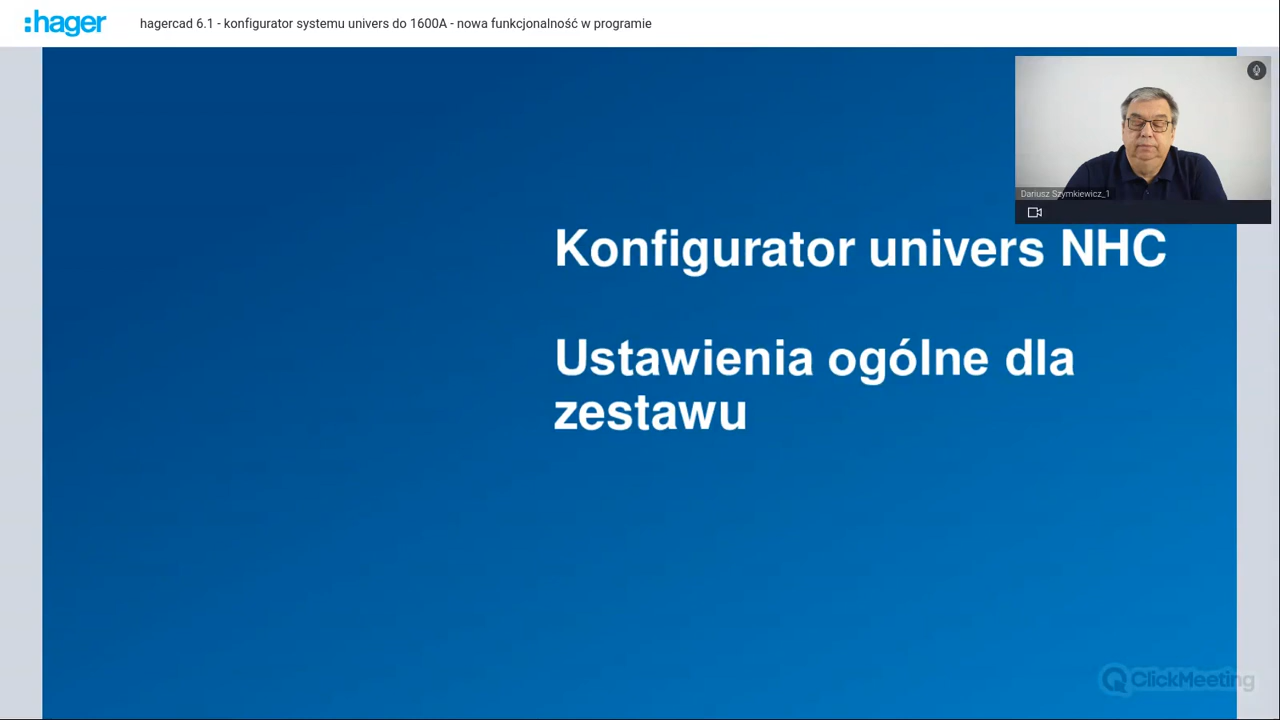 :hager
hagercad 6.1 - konfigurator systemu univers do 1600A - nowa funkcjonalność w programie
Dariusz Szymkiewicz_1
Konfigurator univers NHC
Ustawienia ogólne dla
zestawu
ClickMeeting